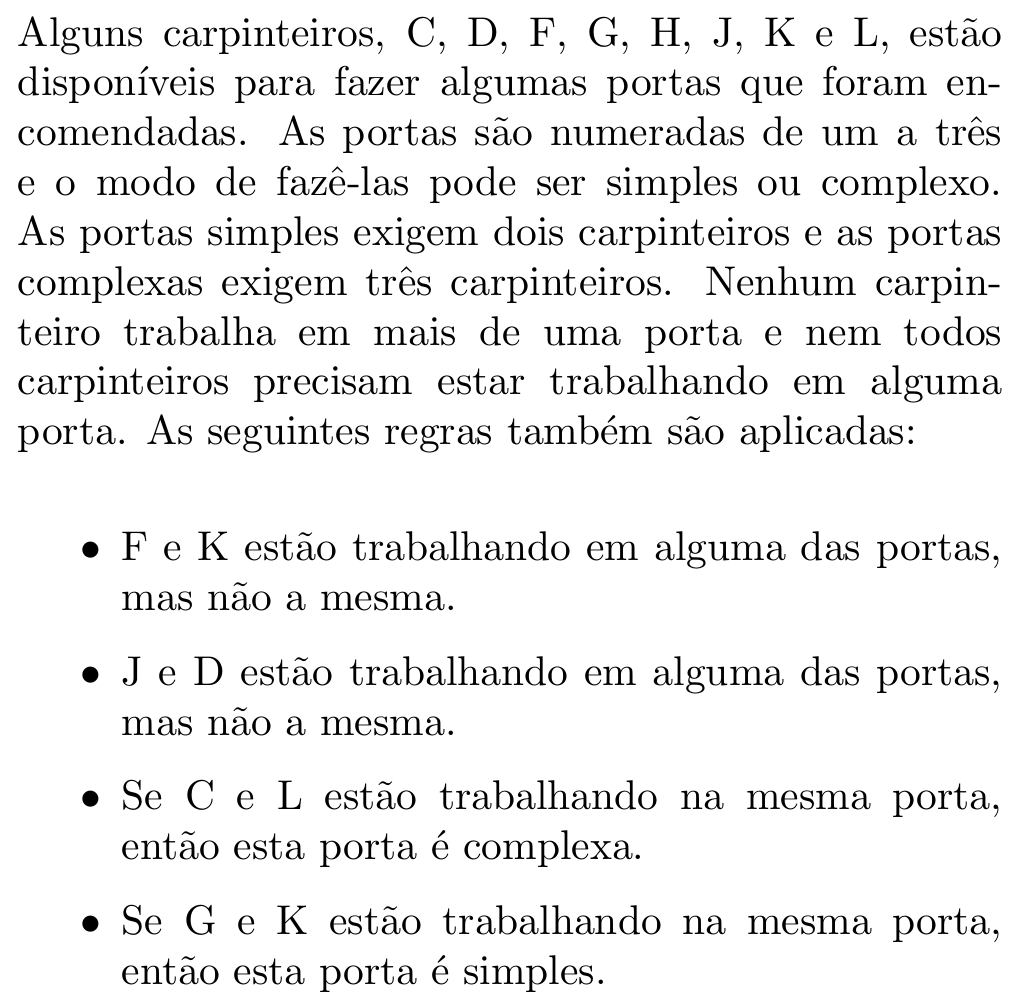 Alguns carpinteiros, C, D, F, G, H, J, K e L, estão
disponíveis para fazer algumas portas que foram en-
comendadas. As portas são numeradas de um a três
e o modo de fazê-las pode ser simples ou complexo.
As portas simples exigem dois carpinteiros e as portas
complexas exigem três carpinteiros. Nenhum carpin-
teiro trabalha em mais de uma porta e nem todos
carpinteiros precisam estar trabalhando em alguma
porta. As seguintes regras também são aplicadas:
• F e K estão trabalhando em alguma das portas,
mas não a mesma.
• J e D estão trabalhando em alguma das portas,
mas não a mesma.
• Se C e L estão trabalhando na mesma porta,
então esta porta é complexa.
• Se G e K estão trabalhando na mesma porta,
então esta porta é simples.